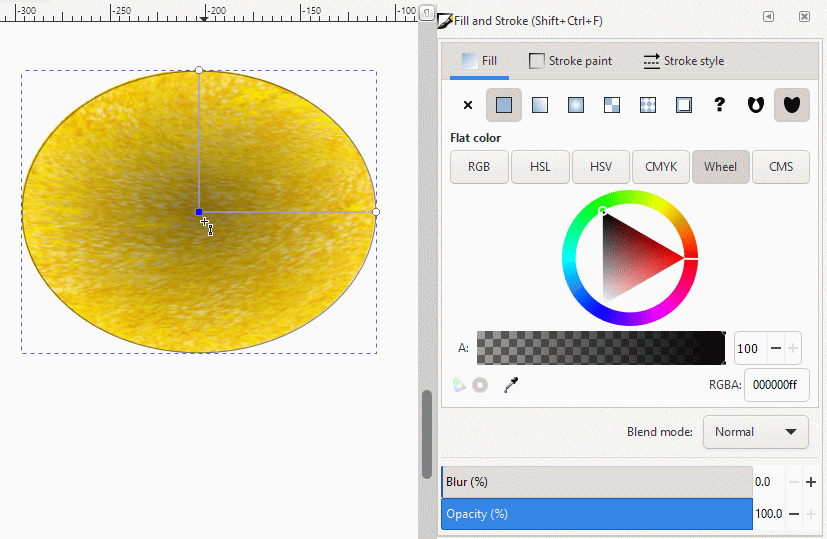 -300 -250 -200 -150 -100
Fill and Stroke (Shift+Ctrl+F)
Fill Stroke paint Stroke style
?
Flat color
RGB HSL HSV CMYK Wheel CMS
A: 100
RGBA: 000000ff
Blend mode: Normal
Blur (%) 0.0
Opacity (%) 100.0